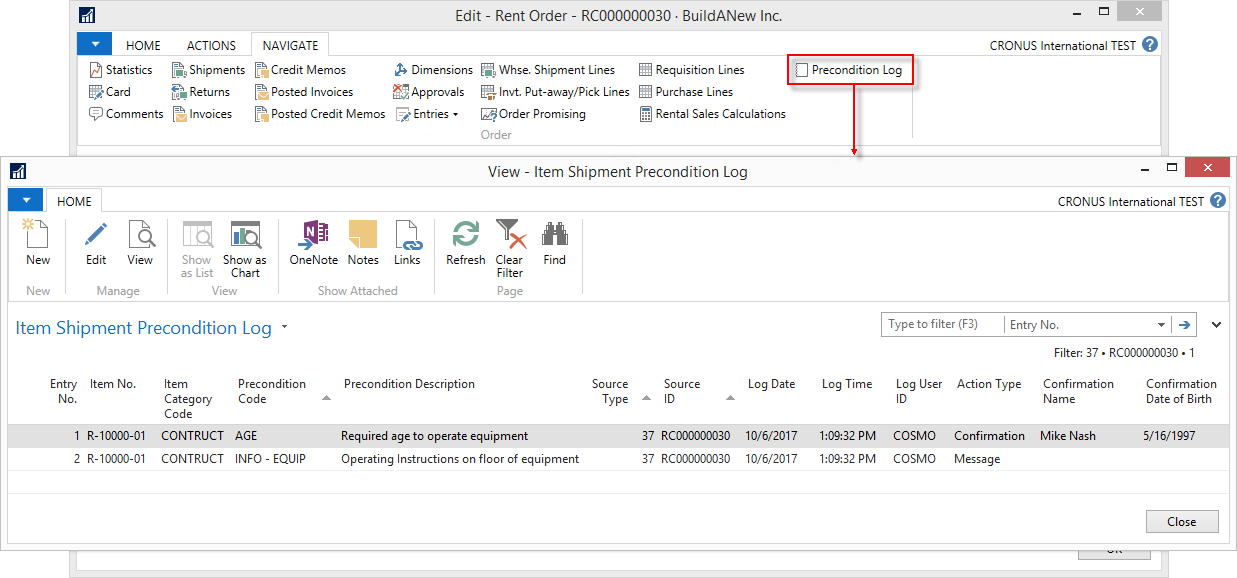 Edit - Rent Order - RC000000030 · BuildANew Inc.
HOME ACTIONS NAVIGATE CRONUS International TEST ?
Statistics Shipments Credit Memos Dimensions Whse. Shipment Lines Requisition Lines Precondition Log
Card Returns Posted Invoices Approvals Invt. Put-away/Pick Lines Purchase Lines
Comments Invoices Posted Credit Memos Entries Order Promising Rental Sales Calculations
Order
View - Item Shipment Precondition Log
HOME CRONUS International TEST ?
New Edit View Show as List Show as Chart OneNote Notes Links Refresh Clear Filter Find
New Manage View Show Attached Page
Item Shipment Precondition Log Type to filter (F3) Entry No.
Filter: 37 • RC000000030 • 1
Entry No. Item No. Item Category Code Precondition Code Precondition Description Source Type Source ID Log Date Log Time Log User ID Action Type Confirmation Name Confirmation Date of Birth
1 R-10000-01 CONTRUCT AGE Required age to operate equipment 37 RC000000030 10/6/2017 1:09:32 PM COSMO Confirmation Mike Nash 5/16/1997
2 R-10000-01 CONTRUCT INFO - EQUIP Operating Instructions on floor of equipment 37 RC000000030 10/6/2017 1:09:32 PM COSMO Message
Close